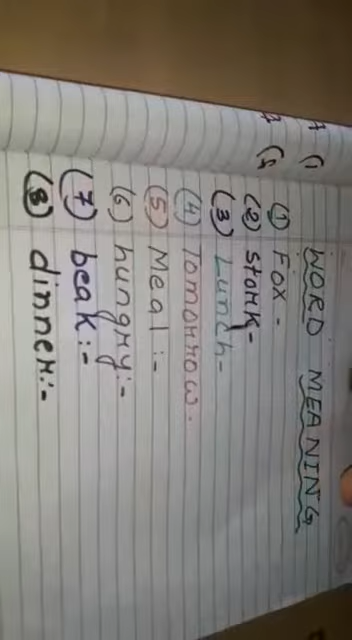 WORD MEANING
(1) Fox -
(2) Stork -
(3) Lunch -
(4) Tomorrow.
(5) Meal :-
(6) hungry :-
(7) beak :-
(8) dinner :-